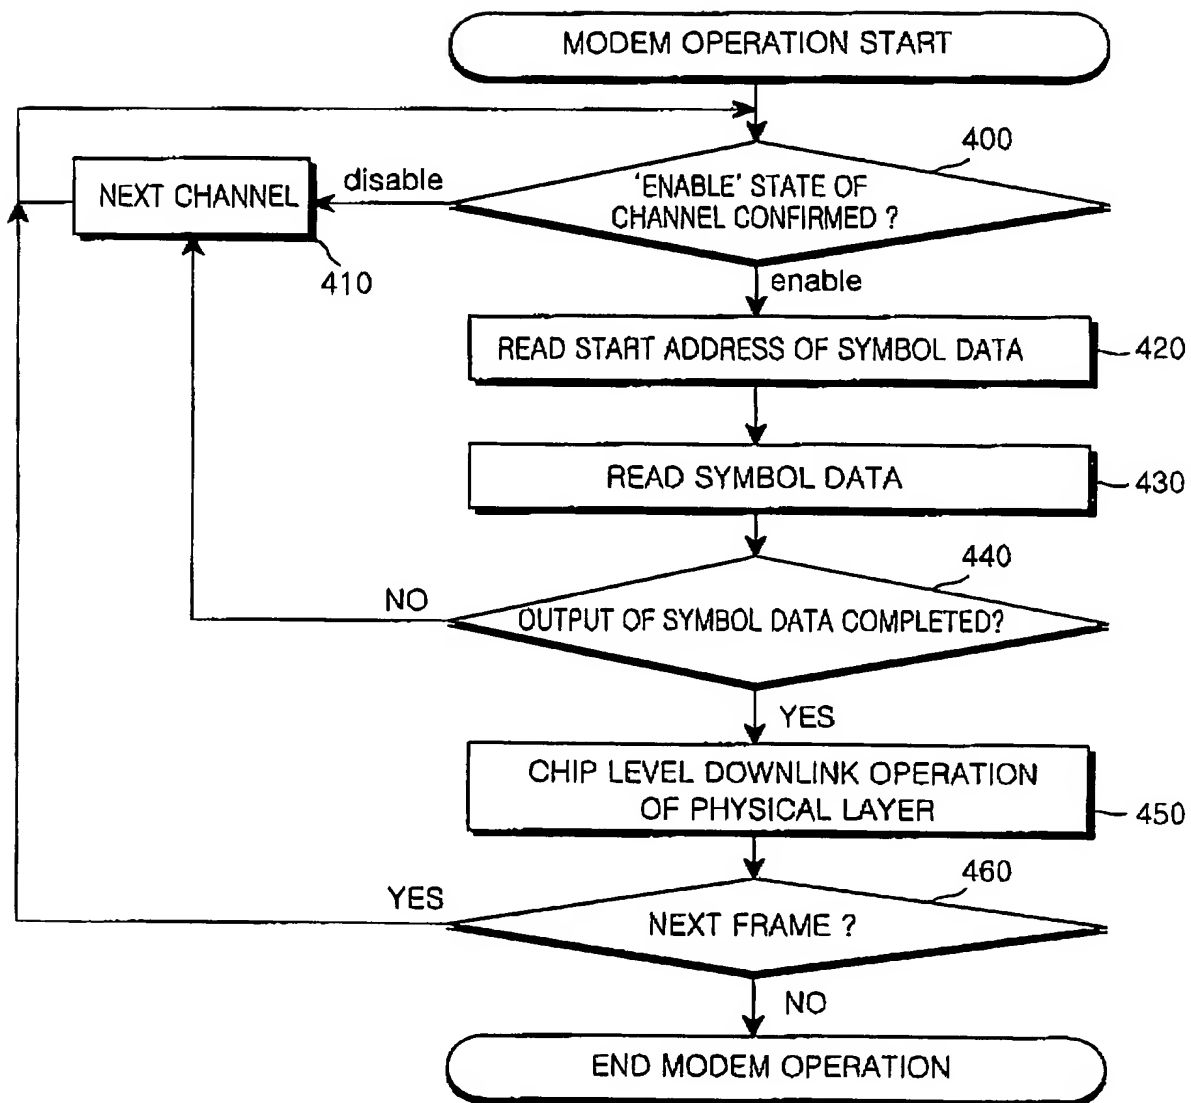 MODEM OPERATION START
400
'ENABLE' STATE OF
CHANNEL CONFIRMED ?
disable
NEXT CHANNEL
410
enable
READ START ADDRESS OF SYMBOL DATA
420
READ SYMBOL DATA
430
440
OUTPUT OF SYMBOL DATA COMPLETED?
NO
YES
CHIP LEVEL DOWNLINK OPERATION
OF PHYSICAL LAYER
450
460
YES
NEXT FRAME ?
NO
END MODEM OPERATION